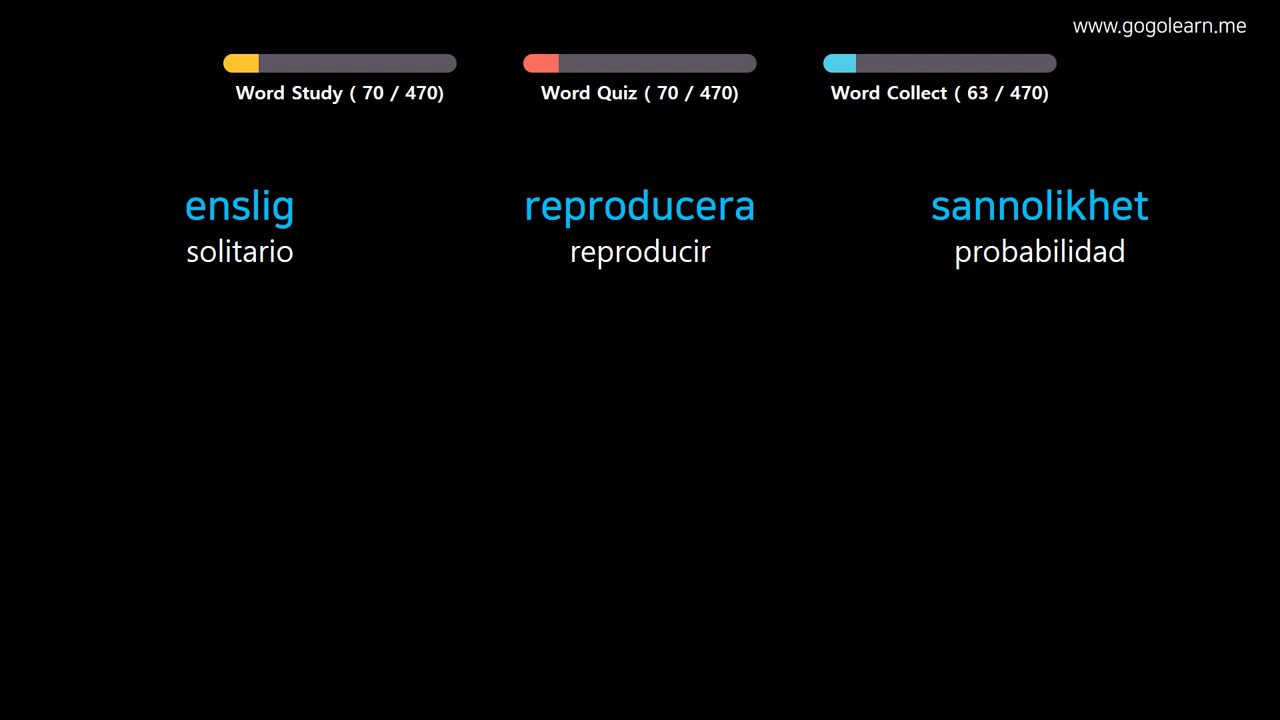 www.gogolearn.me
Word Study ( 70 / 470)
Word Quiz ( 70 / 470)
Word Collect ( 63 / 470)
enslig
solitario
reproducera
reproducir
sannolikhet
probabilidad